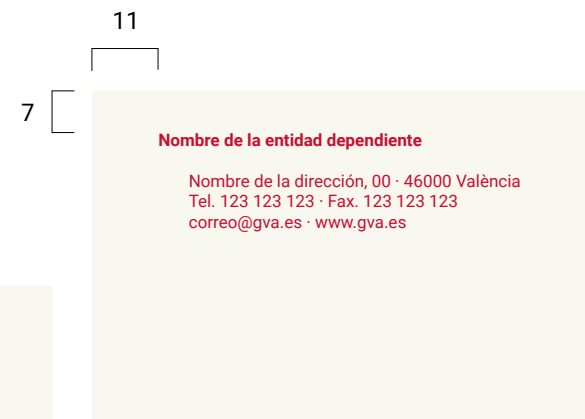 11
7
Nombre de la entidad dependiente
Nombre de la dirección, 00 · 46000 València
Tel. 123 123 123 · Fax. 123 123 123
correo@gva.es · www.gva.es